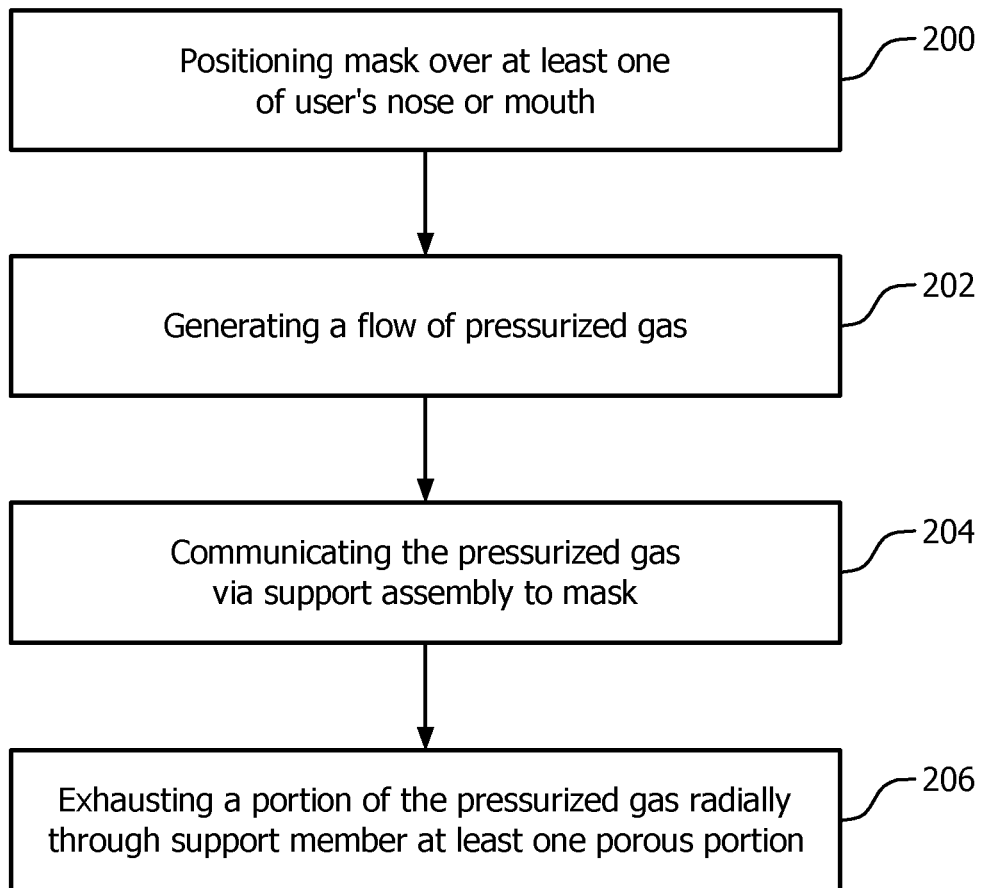 Positioning mask over at least one
of user's nose or mouth
200
Generating a flow of pressurized gas
202
Communicating the pressurized gas
via support assembly to mask
204
Exhausting a portion of the pressurized gas radially
through support member at least one porous portion
206